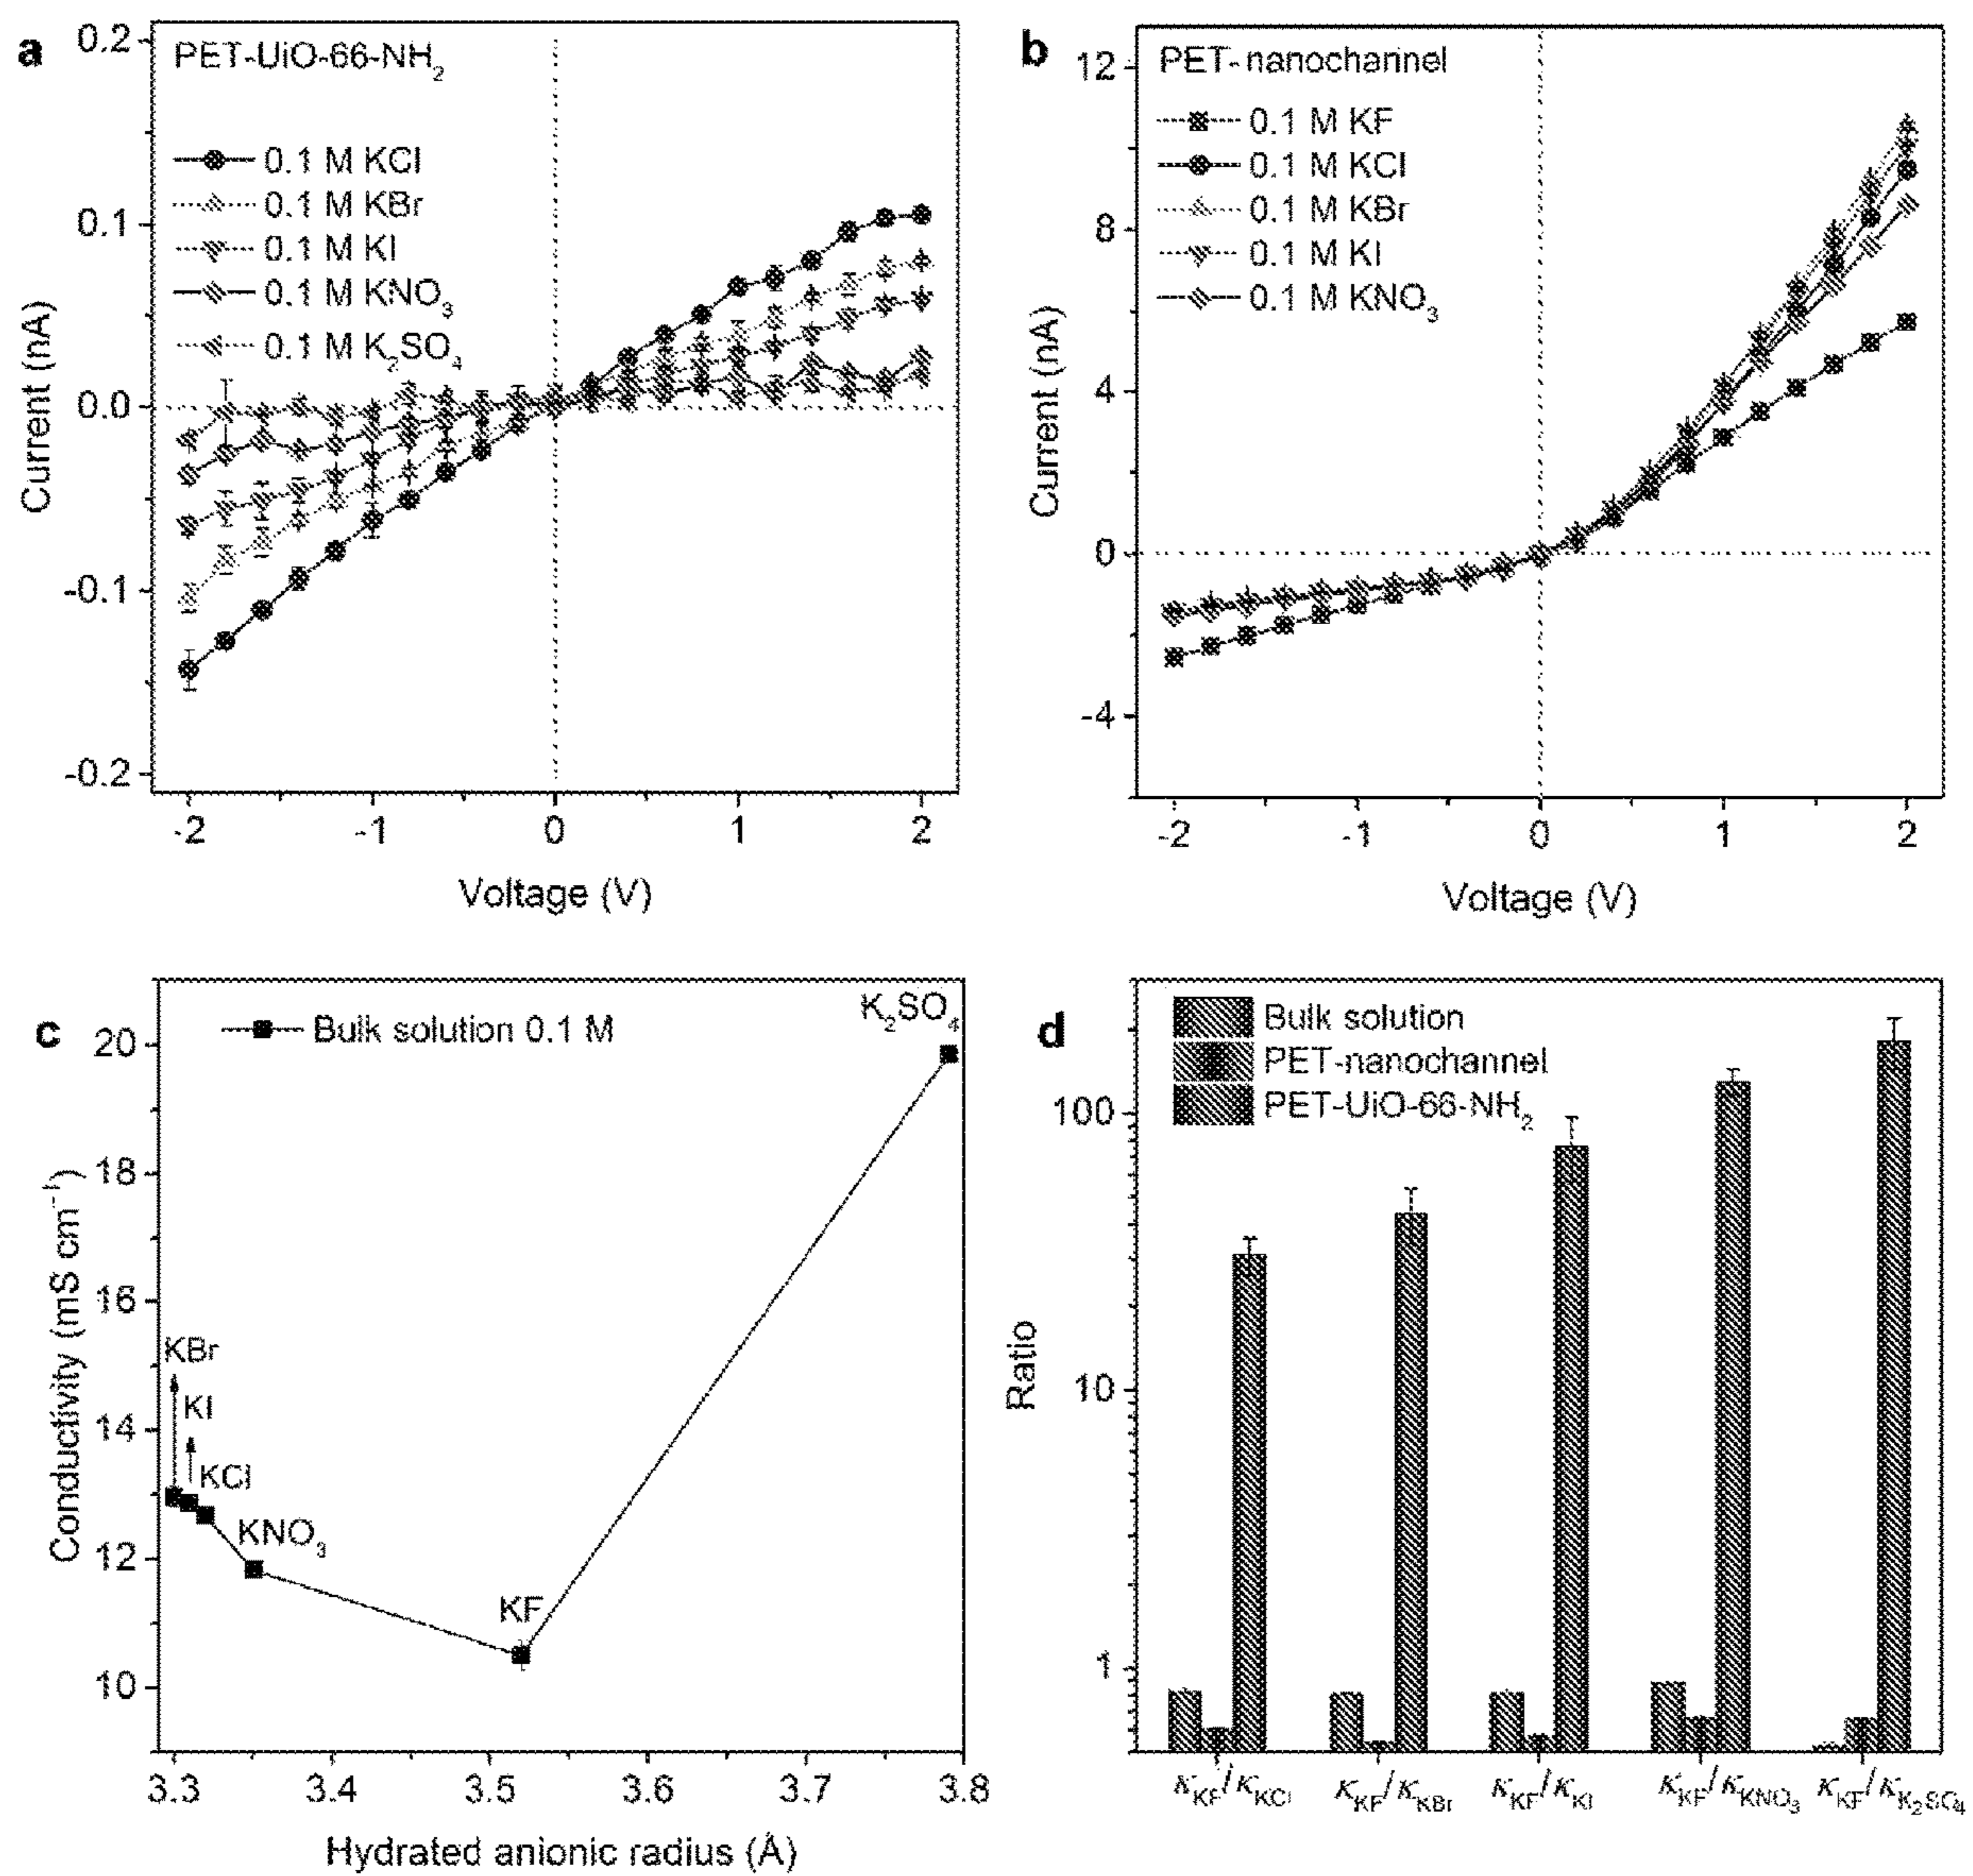 a
PET-UiO-66-NH2
0.1 M KCl
0.1 M KBr
0.1 M KI
0.1 M KNO3
0.1 M K2SO4
0.2
0.1
0.0
-0.1
-0.2
Current (nA)
-2 -1 0 1 2
Voltage (V)
b
PET-nanochannel
0.1 M KF
0.1 M KCl
0.1 M KBr
0.1 M KI
0.1 M KNO3
12
8
4
0
-4
Current (nA)
-2 -1 0 1 2
Voltage (V)
c
Bulk solution 0.1 M
K2SO4
KBr
KI
KCl
KNO3
KF
20
18
16
14
12
10
Conductivity (mS cm−1)
3.3 3.4 3.5 3.6 3.7 3.8
Hydrated anionic radius (Å)
d
Bulk solution
PET-nanochannel
PET-UiO-66-NH2
100
10
1
Ratio
κKF/κKCl κKF/κKBr κKF/κKI κKF/κKNO3 κKF/κK2SO4